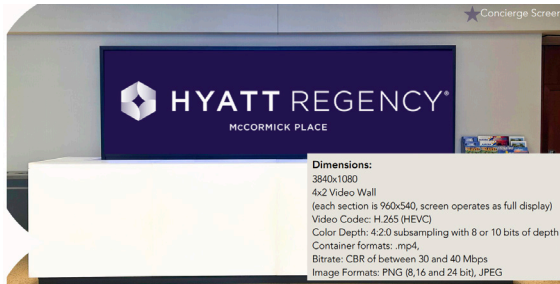 ★Concierge Screen
HYATT REGENCY®
McCORMICK PLACE
Dimensions:
3840x1080
4x2 Video Wall
(each section is 960x540, screen operates as full display)
Video Codec: H.265 (HEVC)
Color Depth: 4:2:0 subsampling with 8 or 10 bits of depth
Container formats: .mp4,
Bitrate: CBR of between 30 and 40 Mbps
Image Formats: PNG (8,16 and 24 bit), JPEG